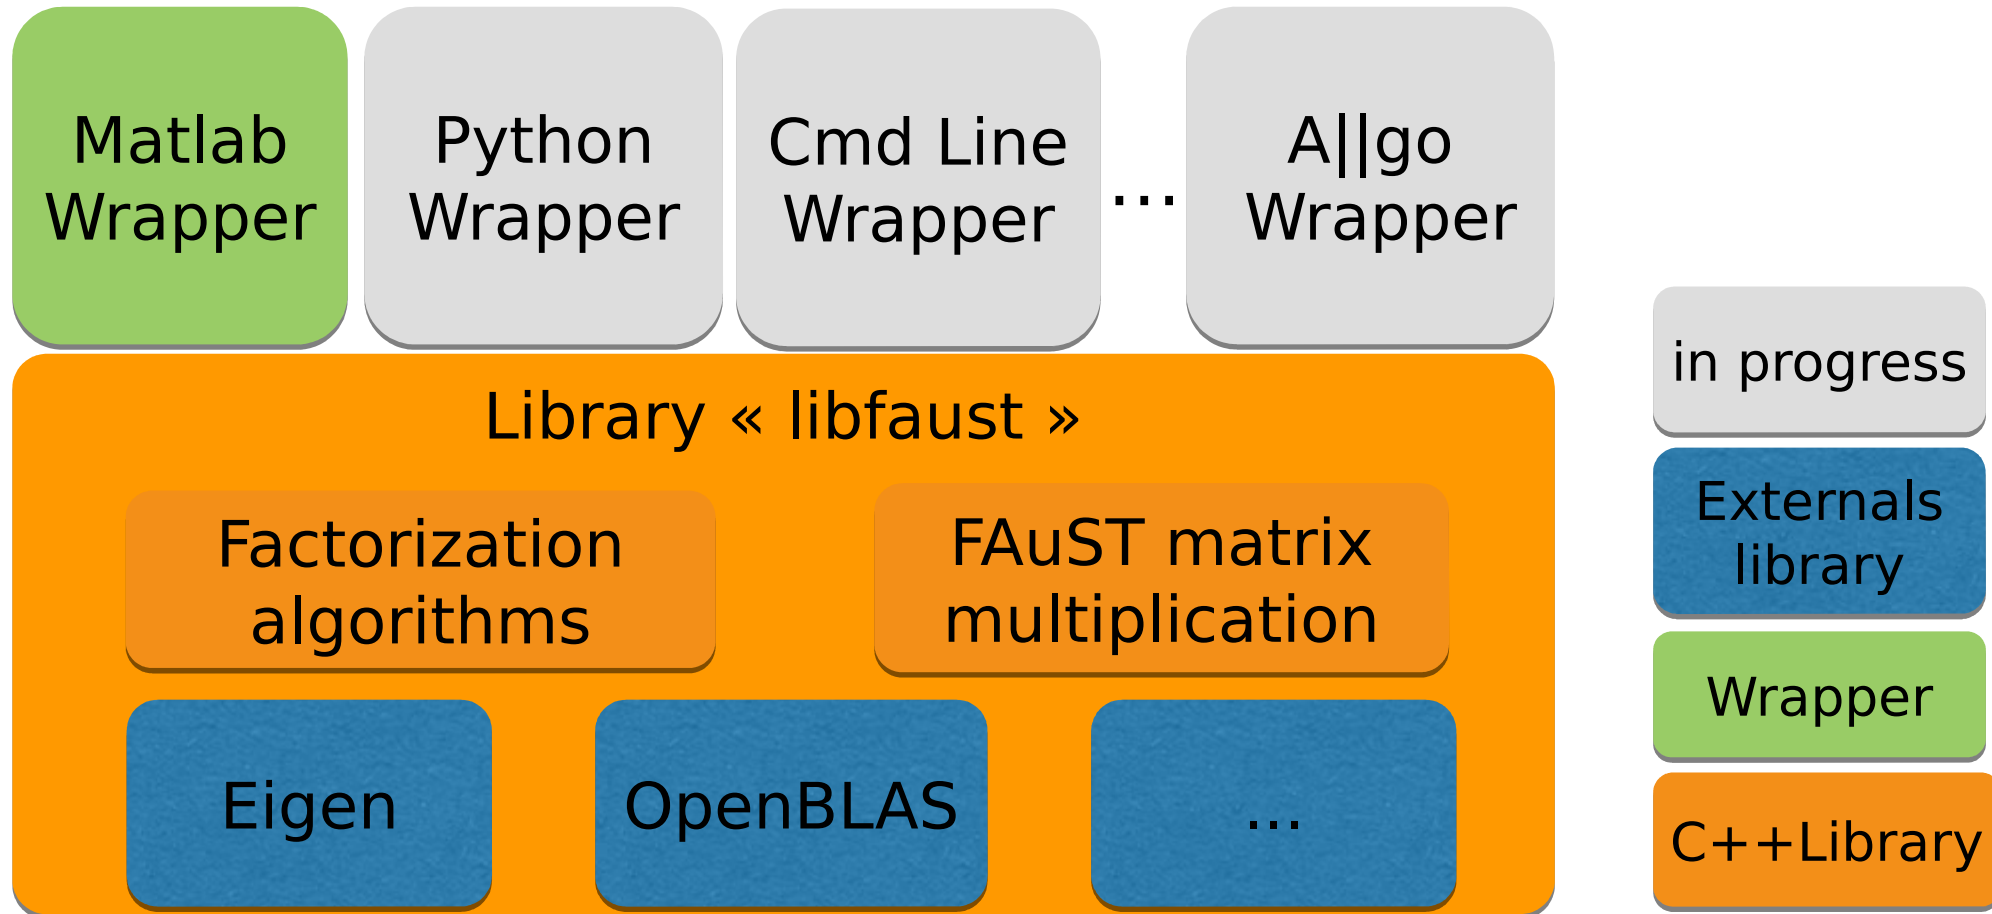 Matlab
Wrapper
Python
Wrapper
Cmd Line
Wrapper
...
A||go
Wrapper
Library « libfaust »
Factorization
algorithms
FAuST matrix
multiplication
Eigen
OpenBLAS
...
in progress
Externals
library
Wrapper
C++Library